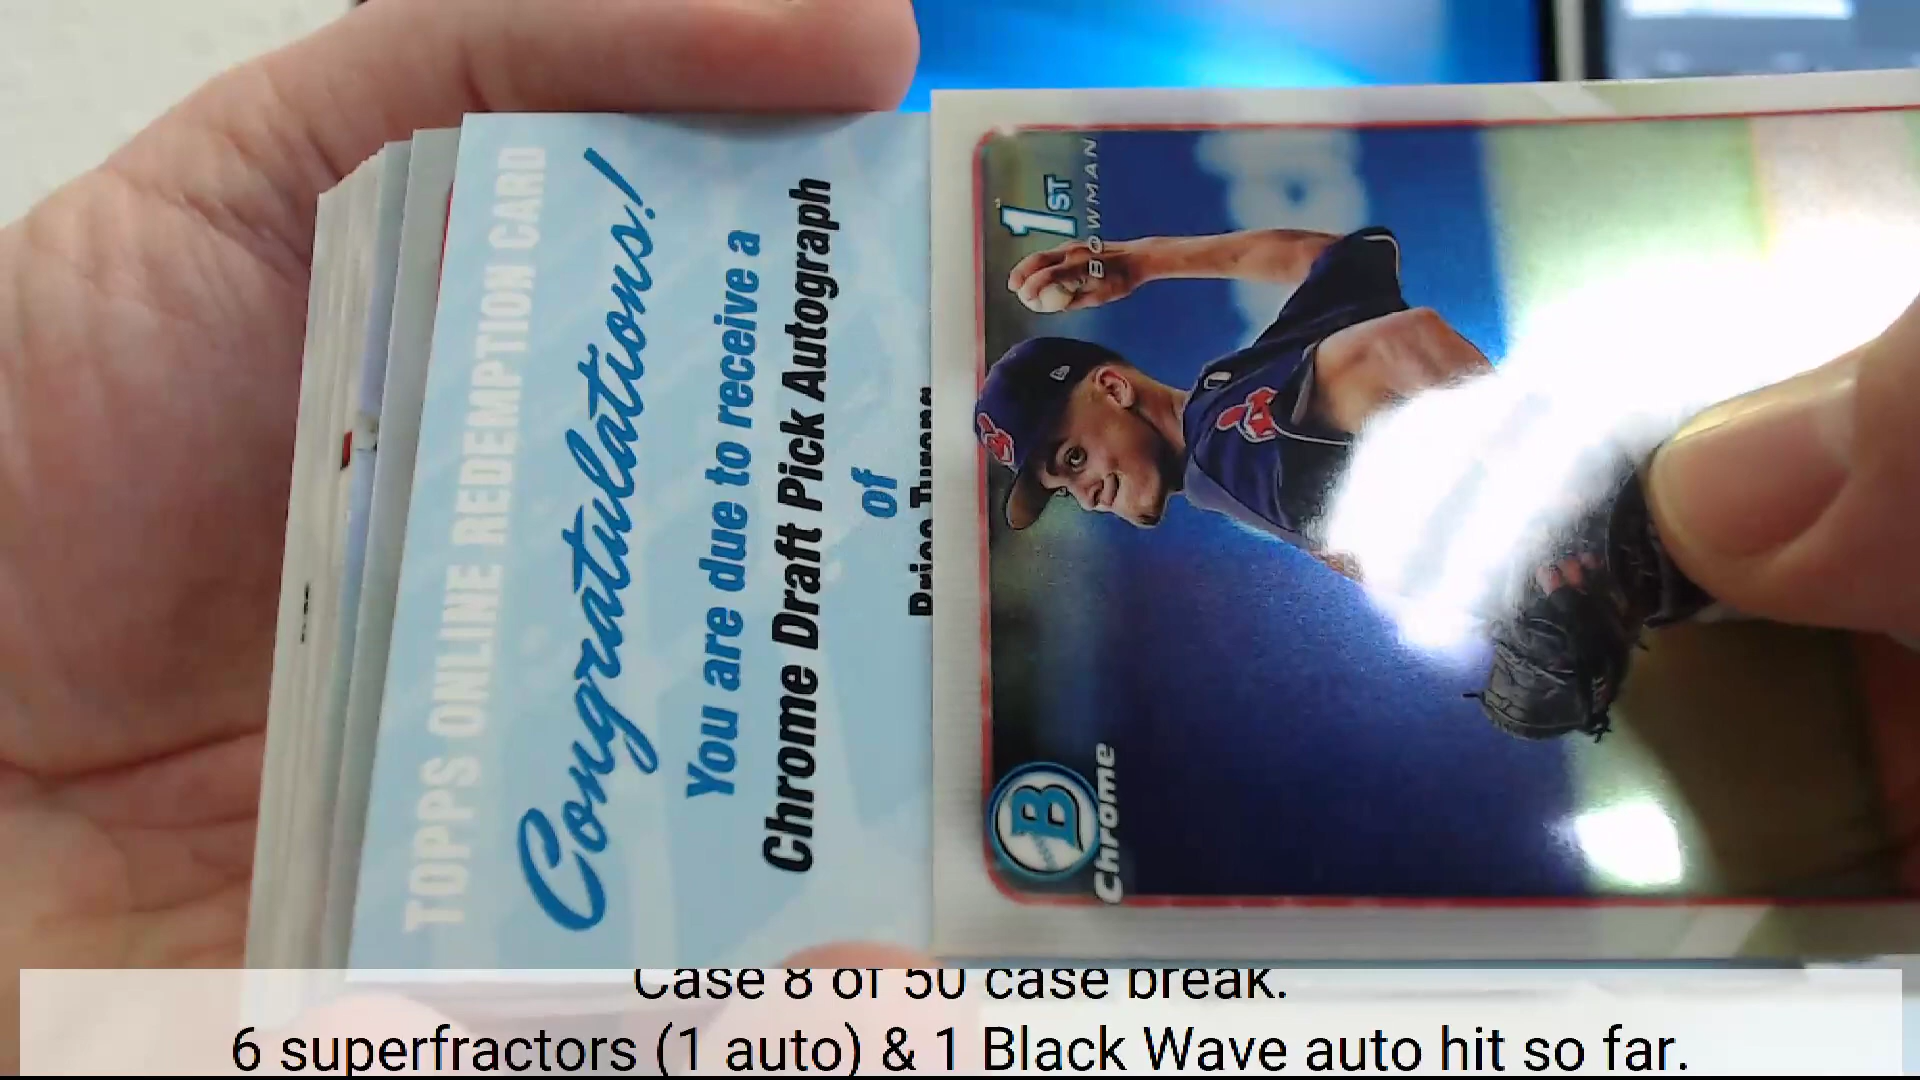 TOPPS ONLINE REDEMPTION CARD
Congratulations!
You are due to receive a
Chrome Draft Pick Autograph
of
1ST
BOWMAN
B
Chrome
Case 8 of 50 case break.
6 superfractors (1 auto) & 1 Black Wave auto hit so far.